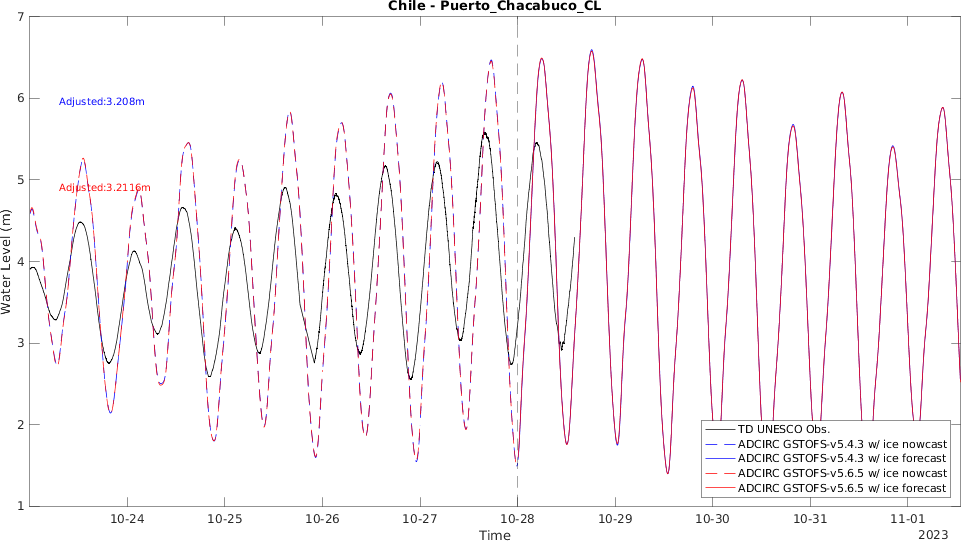 Chile - Puerto_Chacabuco_CL
7
6
5
4
3
2
1
Water Level (m)
Adjusted:3.208m
Adjusted:3.2116m
TD UNESCO Obs.
ADCIRC GSTOFS-v5.4.3 w/ ice nowcast
ADCIRC GSTOFS-v5.4.3 w/ ice forecast
ADCIRC GSTOFS-v5.6.5 w/ ice nowcast
ADCIRC GSTOFS-v5.6.5 w/ ice forecast
10-24 10-25 10-26 10-27 10-28 10-29 10-30 10-31 11-01
Time
2023